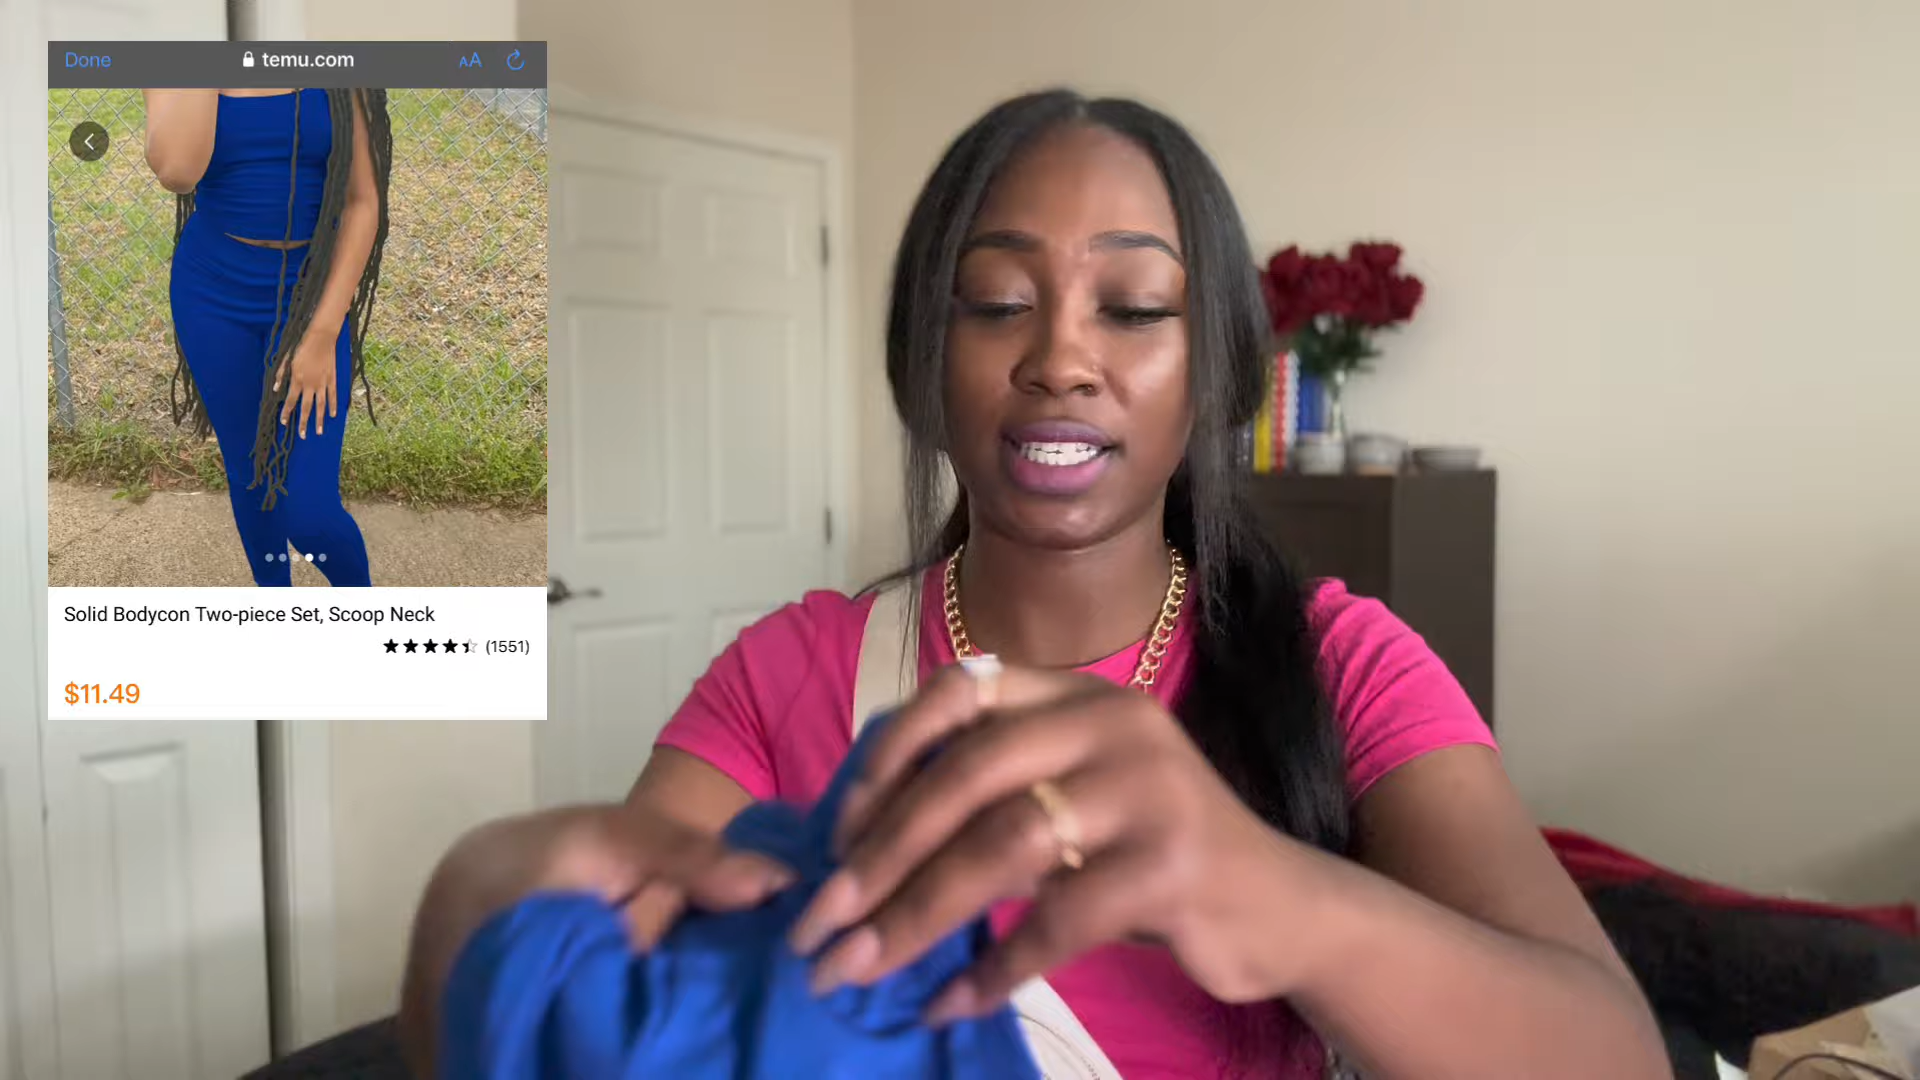 Done
temu.com
AA
Solid Bodycon Two-piece Set, Scoop Neck
(1551)
$11.49